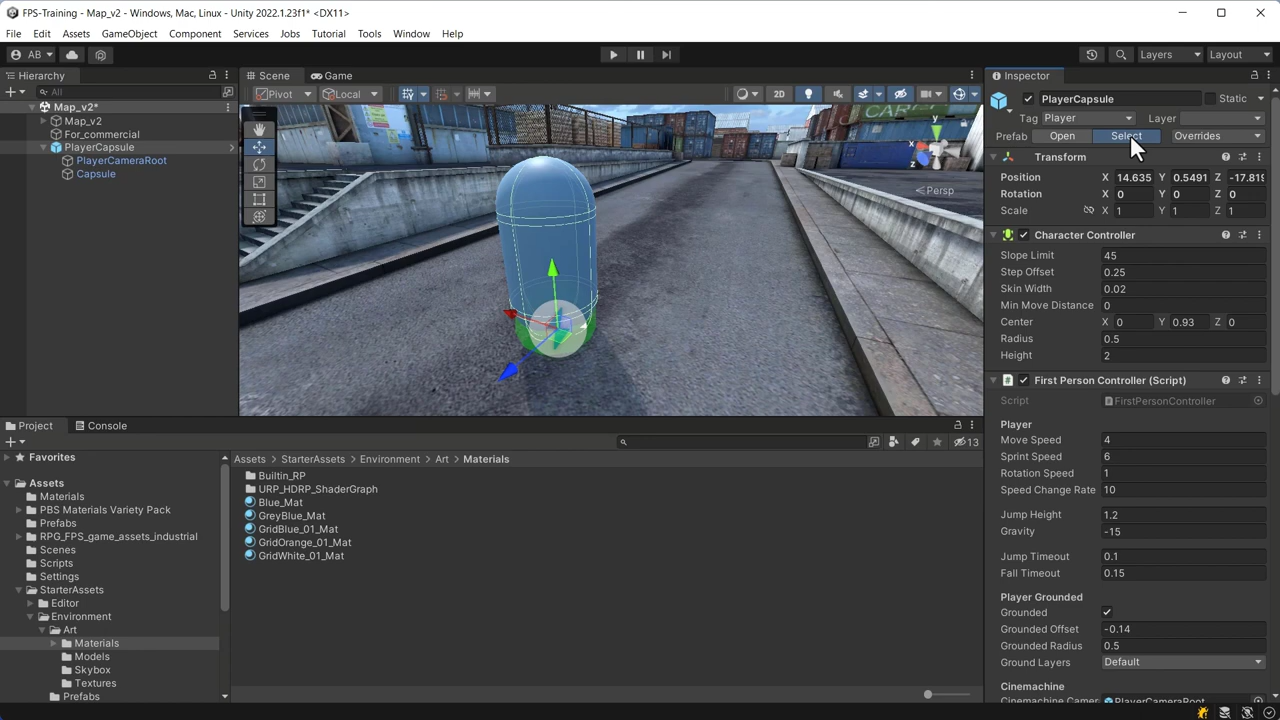 FPS-Training - Map_v2 - Windows, Mac, Linux - Unity 2022.1.23f1* <DX11>
File Edit Assets GameObject Component Services Jobs Tutorial Tools Window Help
AB Layers Layout
Hierarchy
All
Map_v2*
Map_v2
For_commercial
PlayerCapsule
PlayerCameraRoot
Capsule
Scene Game
Pivot Local 2D
CARGO
y
x
Persp
Inspector
PlayerCapsule Static
Tag Player Layer
Prefab Open Select Overrides
Transform
Position X 14.635 Y 0.5491 Z -17.819
Rotation X 0 Y 0 Z 0
Scale X 1 Y 1 Z 1
Character Controller
Slope Limit 45
Step Offset 0.25
Skin Width 0.02
Min Move Distance 0
Center X 0 Y 0.93 Z 0
Radius 0.5
Height 2
First Person Controller (Script)
Script FirstPersonController
Player
Move Speed 4
Sprint Speed 6
Rotation Speed 1
Speed Change Rate 10
Jump Height 1.2
Gravity -15
Jump Timeout 0.1
Fall Timeout 0.15
Player Grounded
Grounded
Grounded Offset -0.14
Grounded Radius 0.5
Ground Layers Default
Cinemachine
Cinemachine Camer PlayerCameraRoot
Project Console
13
Favorites
Assets
Materials
PBS Materials Variety Pack
Prefabs
RPG_FPS_game_assets_industrial
Scenes
Scripts
Settings
StarterAssets
Editor
Environment
Art
Materials
Models
Skybox
Textures
Prefabs
Assets StarterAssets Environment Art Materials
Builtin_RP
URP_HDRP_ShaderGraph
Blue_Mat
GreyBlue_Mat
GridBlue_01_Mat
GridOrange_01_Mat
GridWhite_01_Mat